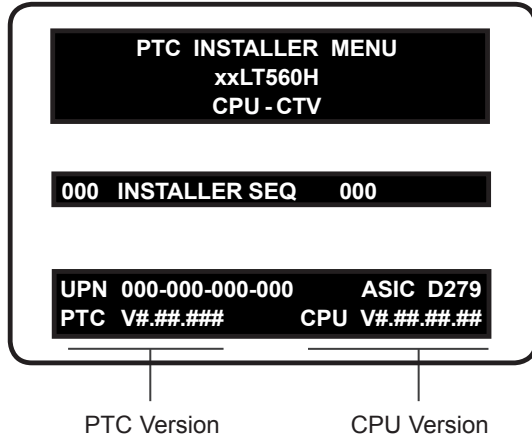 PTC INSTALLER MENU
xxLT560H
CPU - CTV
000 INSTALLER SEQ 000
UPN 000-000-000-000 ASIC D279
PTC V#.##.### CPU V#.##.##.##
PTC Version CPU Version